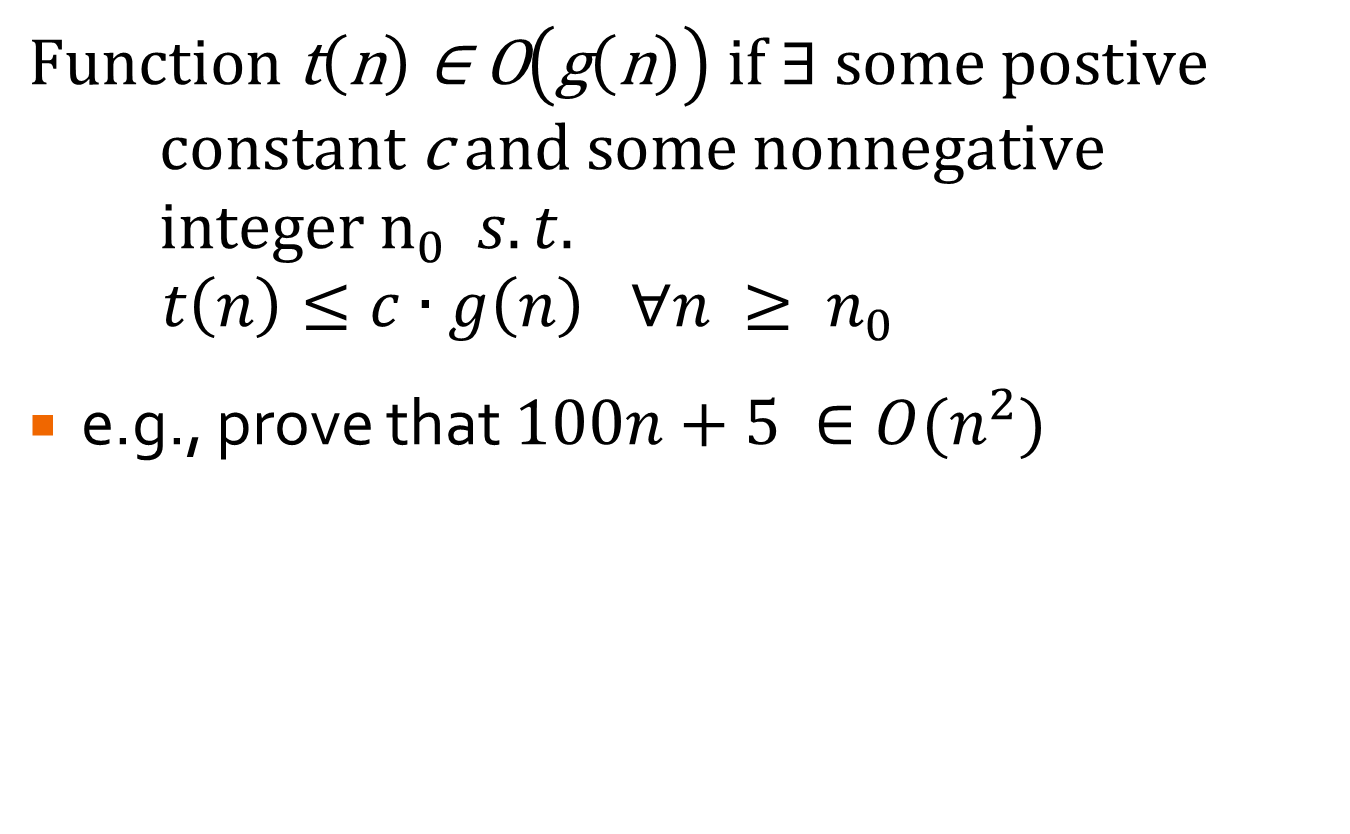 Function t(n) ∈ O(g(n)) if ∃ some postive
constant c and some nonnegative
integer n₀ s.t.
t(n) ≤ c · g(n) ∀n ≥ n₀
▪ e.g., prove that 100n + 5 ∈ O(n²)